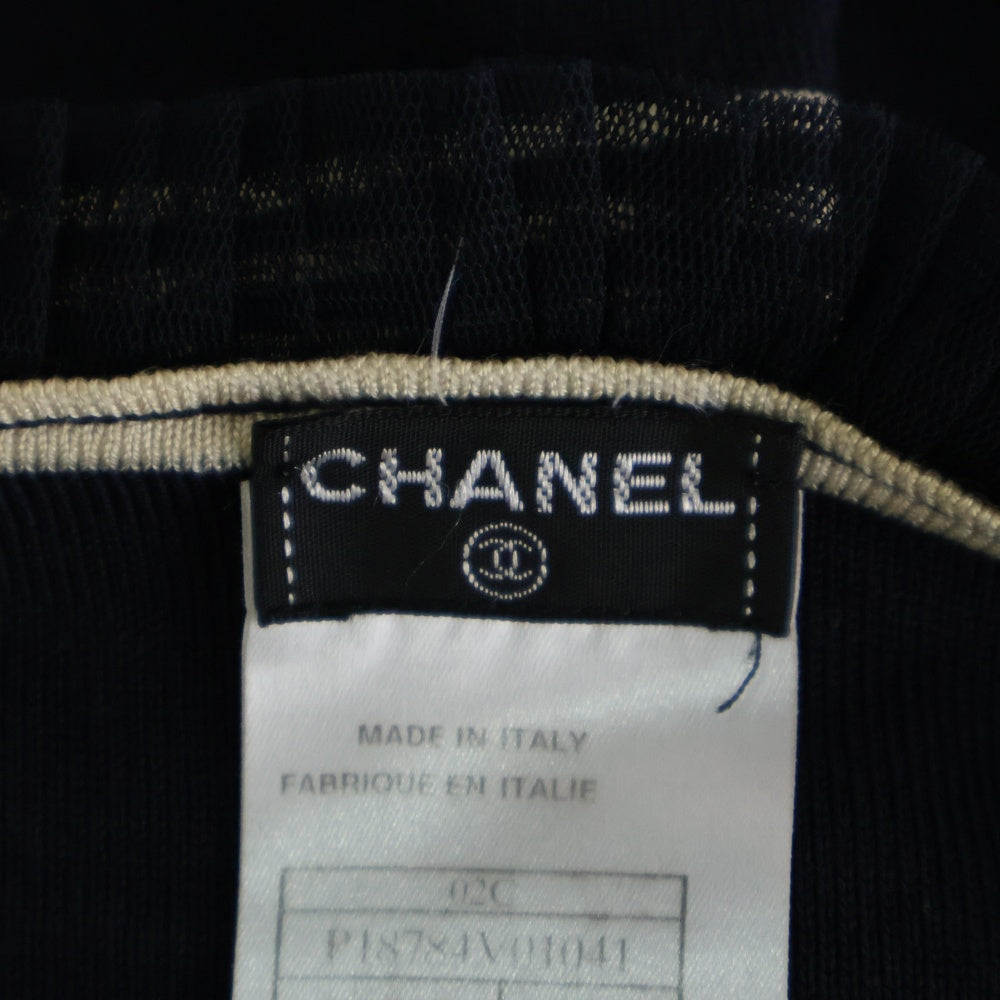 CHANEL
MADE IN ITALY
FABRIQUE EN ITALIE
02C
P18784V01041